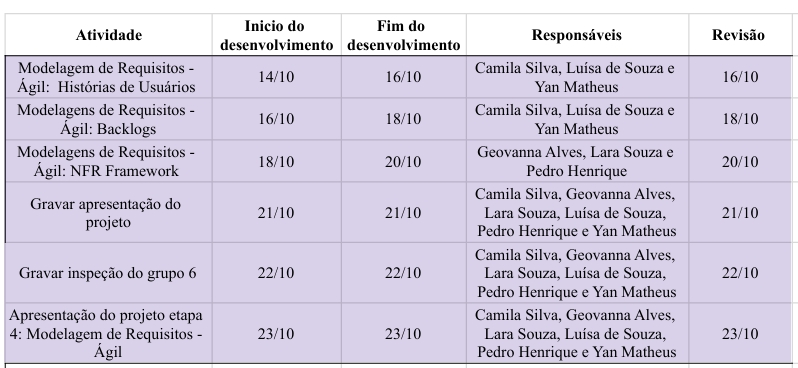 Atividade
Inicio do
desenvolvimento
Fim do
desenvolvimento
Responsáveis
Revisão
Modelagem de Requisitos -
Ágil: Histórias de Usuários
14/10
16/10
Camila Silva, Luísa de Souza e
Yan Matheus
16/10
Modelagens de Requisitos -
Ágil: Backlogs
16/10
18/10
Camila Silva, Luísa de Souza e
Yan Matheus
18/10
Modelagens de Requisitos -
Ágil: NFR Framework
18/10
20/10
Geovanna Alves, Lara Souza e
Pedro Henrique
20/10
Gravar apresentação do
projeto
21/10
21/10
Camila Silva, Geovanna Alves,
Lara Souza, Luísa de Souza,
Pedro Henrique e Yan Matheus
21/10
Gravar inspeção do grupo 6
22/10
22/10
Camila Silva, Geovanna Alves,
Lara Souza, Luísa de Souza,
Pedro Henrique e Yan Matheus
22/10
Apresentação do projeto etapa
4: Modelagem de Requisitos -
Ágil
23/10
23/10
Camila Silva, Geovanna Alves,
Lara Souza, Luísa de Souza,
Pedro Henrique e Yan Matheus
23/10